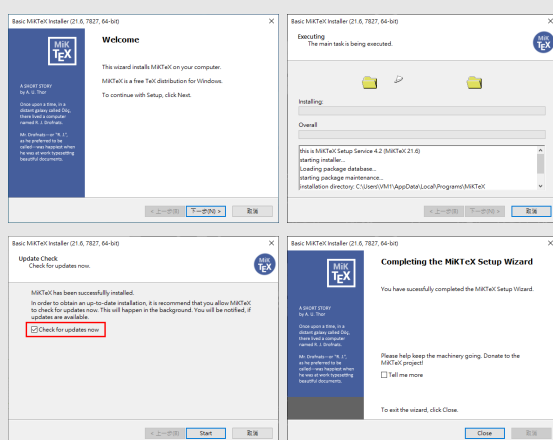 Basic MiKTeX Installer (21.6, 7827, 64-bit)
MiK
TEX
Welcome
This wizard installs MiKTeX on your computer.
MiKTeX is a free TeX distribution for Windows.
To continue with Setup, click Next.
A SHORT STORY
by A. U. Thor
Once upon a time, in a
distant galaxy called Ööç,
there lived a computer
named R. J. Drofnats.
Mr. Drofnats—or “R. J.”,
as he preferred to be
called—was happiest when
he was at work typesetting
beautiful documents.
< 上一步(B)
下一步(N) >
取消
Basic MiKTeX Installer (21.6, 7827, 64-bit)
Executing
The main task is being executed.
MiK
TEX
Installing:
Overall
this is MiKTeX Setup Service 4.2 (MiKTeX 21.6)
starting installer...
Loading package database...
starting package maintenance...
installation directory: C:\Users\VM1\AppData\Local\Programs\MiKTeX
< 上一步(B)
下一步(N) >
取消
Basic MiKTeX Installer (21.6, 7827, 64-bit)
Update Check
Check for updates now.
MiK
TEX
MiKTeX has been successfully installed.
In order to obtain an up-to-date installation, it is recommend that you allow MiKTeX
to check for updates now. This will happen in the background. You will be notified, if
updates are available.
Check for updates now
< 上一步(B)
Start
取消
Basic MiKTeX Installer (21.6, 7827, 64-bit)
MiK
TEX
Completing the MiKTeX Setup Wizard
You have sucessfully completed the MiKTeX Setup Wizard.
A SHORT STORY
by A. U. Thor
Once upon a time, in a
distant galaxy called Ööç,
there lived a computer
named R. J. Drofnats.
Mr. Drofnats—or “R. J.”,
as he preferred to be
called—was happiest when
he was at work typesetting
beautiful documents.
Please help keep the machinery going. Donate to the
MiKTeX project!
Tell me more
To exit the wizard, click Close.
Close
取消